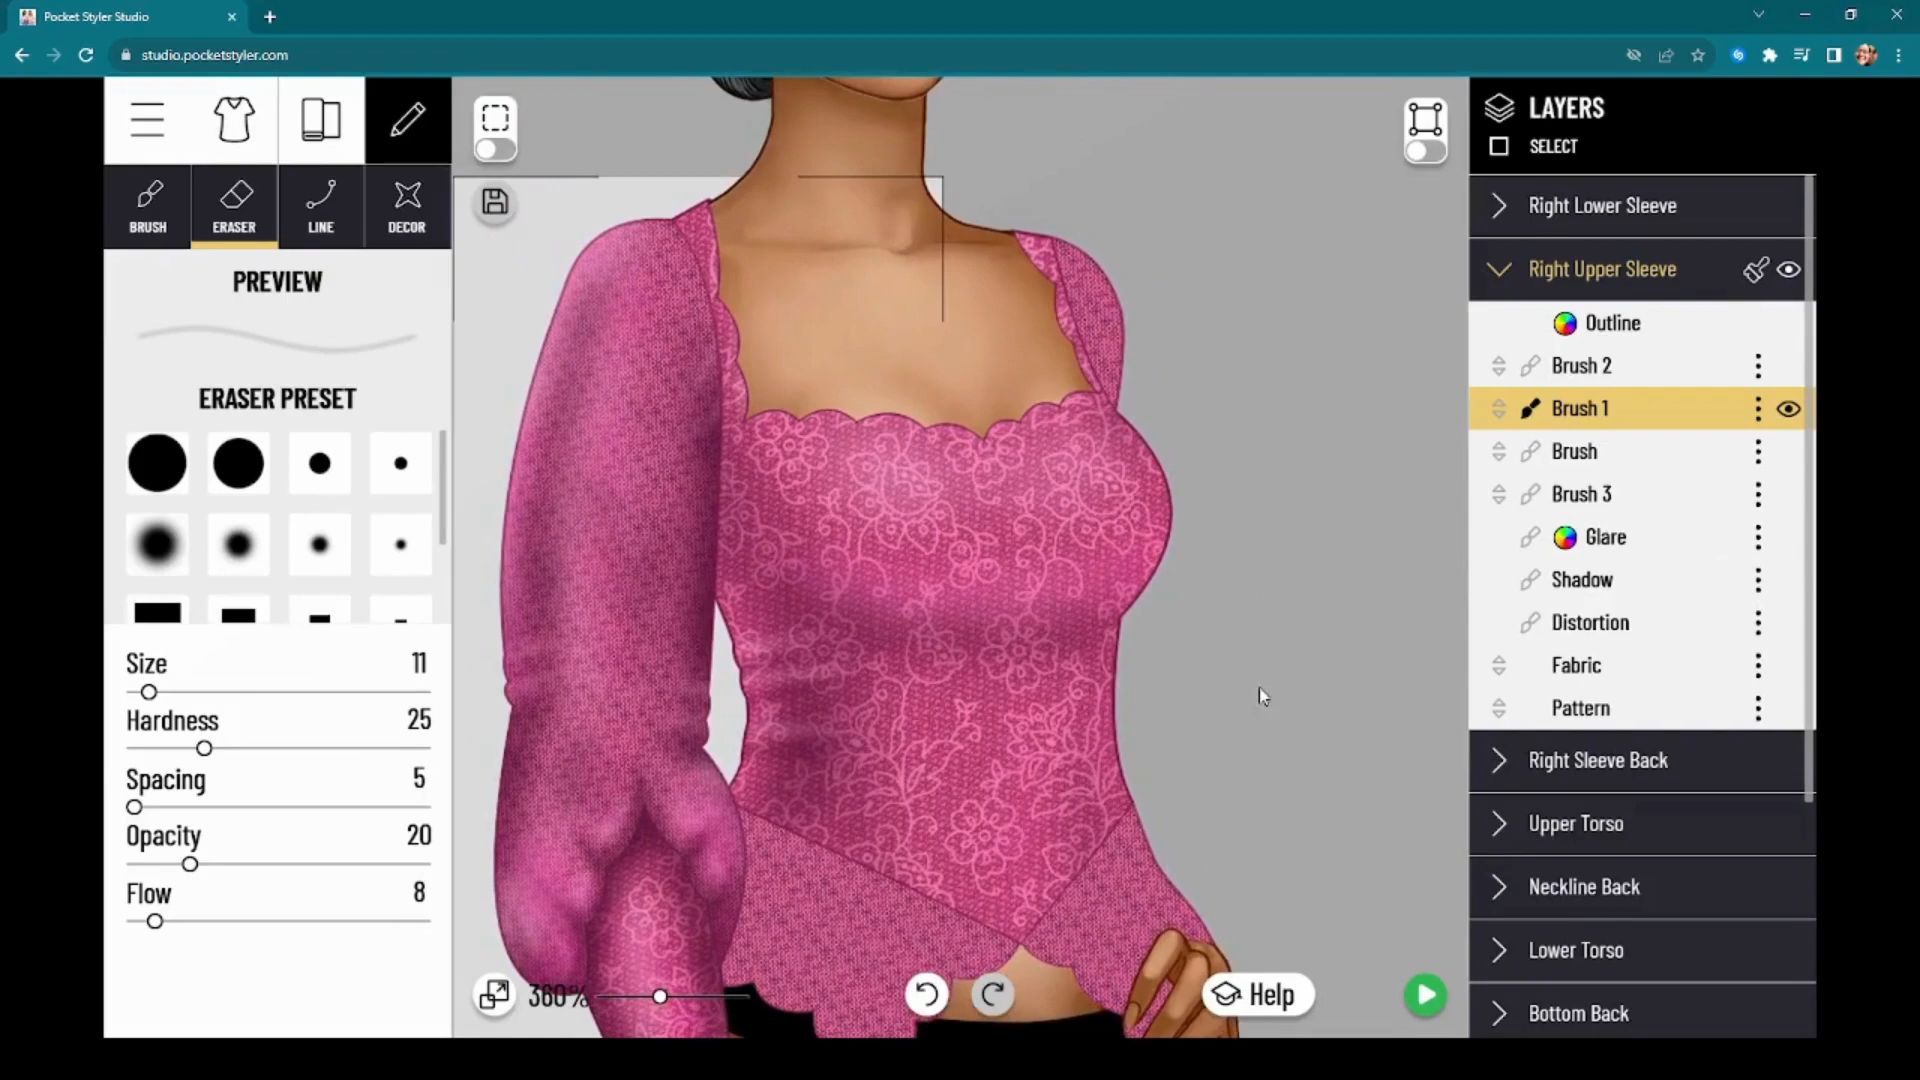 Pocket Styler Studio
studio.pocketstyler.com
BRUSH
ERASER
LINE
DECOR
PREVIEW
ERASER PRESET
Size 11
Hardness 25
Spacing 5
Opacity 20
Flow 8
360%
Help
LAYERS
SELECT
Right Lower Sleeve
Right Upper Sleeve
Outline
Brush 2
Brush 1
Brush
Brush 3
Glare
Shadow
Distortion
Fabric
Pattern
Right Sleeve Back
Upper Torso
Neckline Back
Lower Torso
Bottom Back